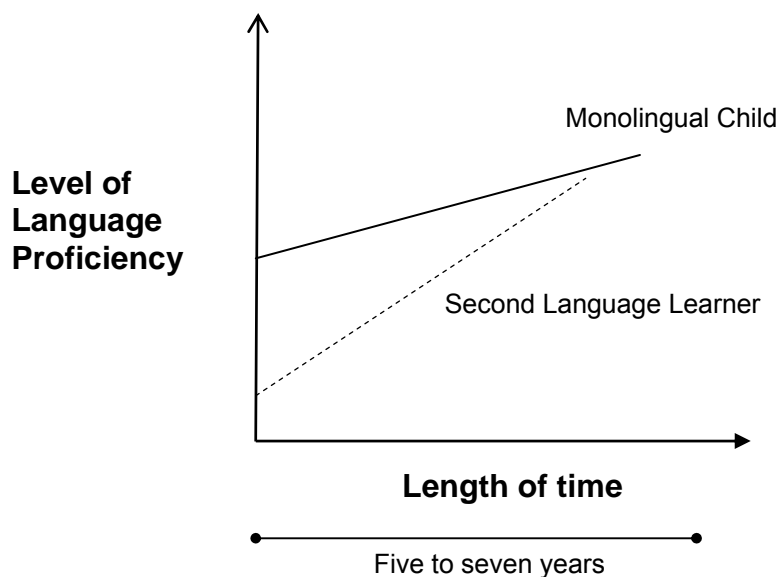 Monolingual Child
Level of
Language
Proficiency
Second Language Learner
Length of time
Five to seven years